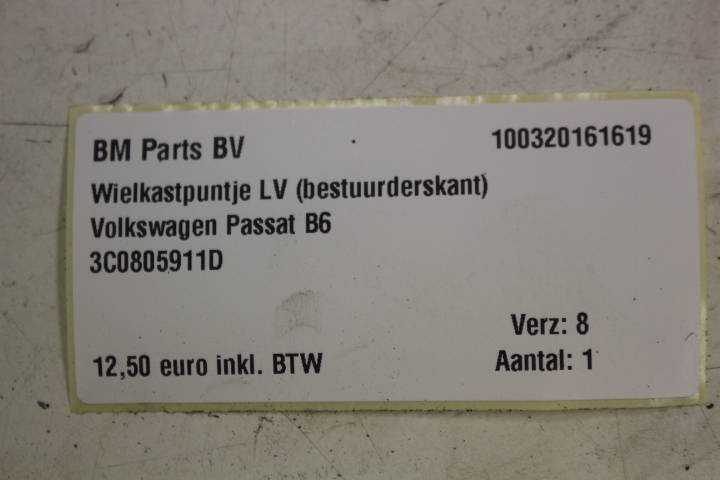 BM Parts BV 100320161619
Wielkastpuntje LV (bestuurderskant)
Volkswagen Passat B6
3C0805911D
Verz: 8
12,50 euro inkl. BTW Aantal: 1